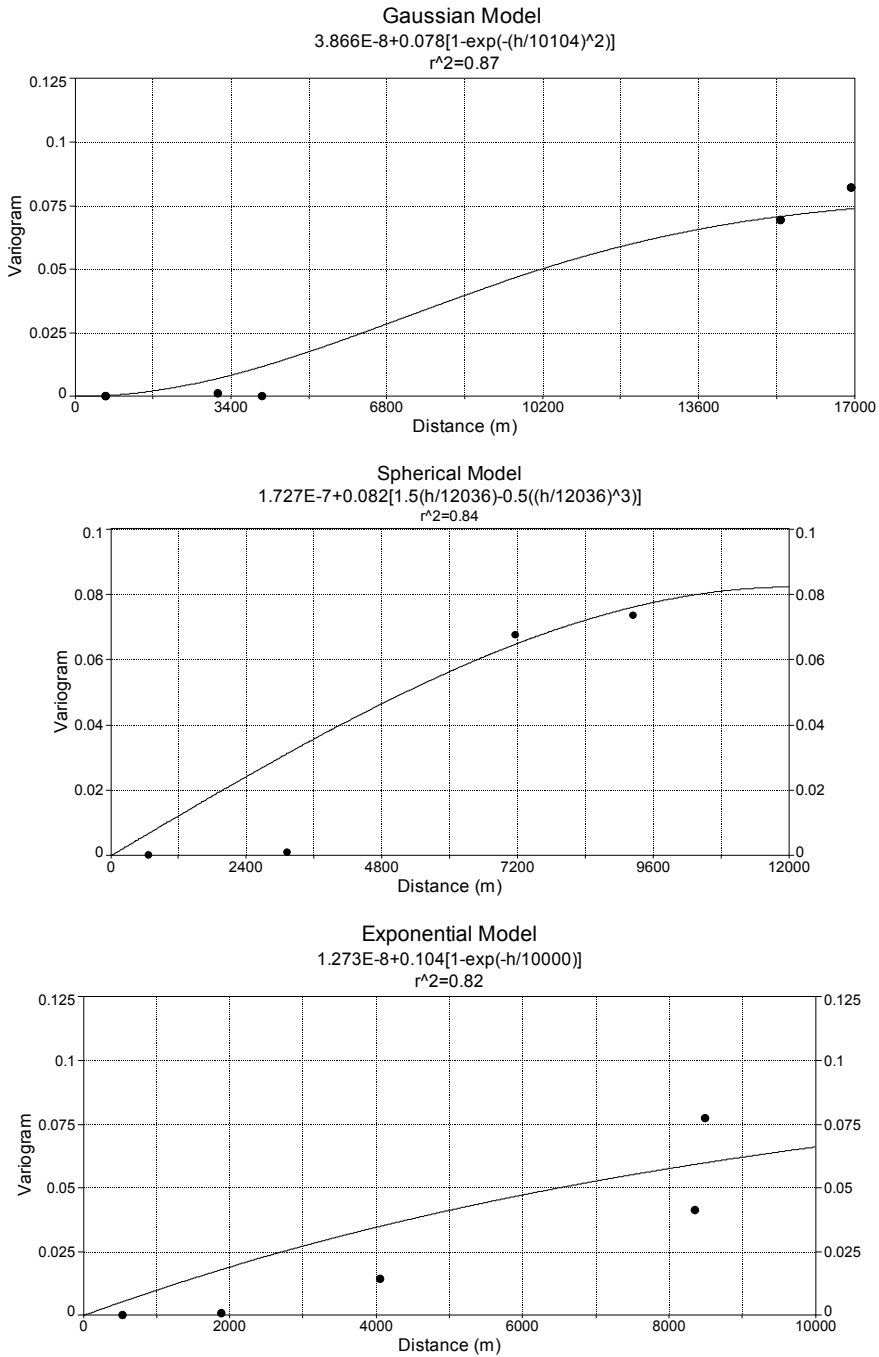 Gaussian Model
3.866E-8+0.078[1-exp(-(h/10104)^2)]
r^2=0.87
0.125
0.1
0.075
0.05
0.025
0
Variogram
0 3400 6800 10200 13600 17000
Distance (m)
Spherical Model
1.727E-7+0.082[1.5(h/12036)-0.5((h/12036)^3)]
r^2=0.84
0.1 0.1
0.08 0.08
0.06 0.06
0.04 0.04
0.02 0.02
0 0
Variogram
0 2400 4800 7200 9600 12000
Distance (m)
Exponential Model
1.273E-8+0.104[1-exp(-h/10000)]
r^2=0.82
0.125 0.125
0.1 0.1
0.075 0.075
0.05 0.05
0.025 0.025
0 0
Variogram
0 2000 4000 6000 8000 10000
Distance (m)